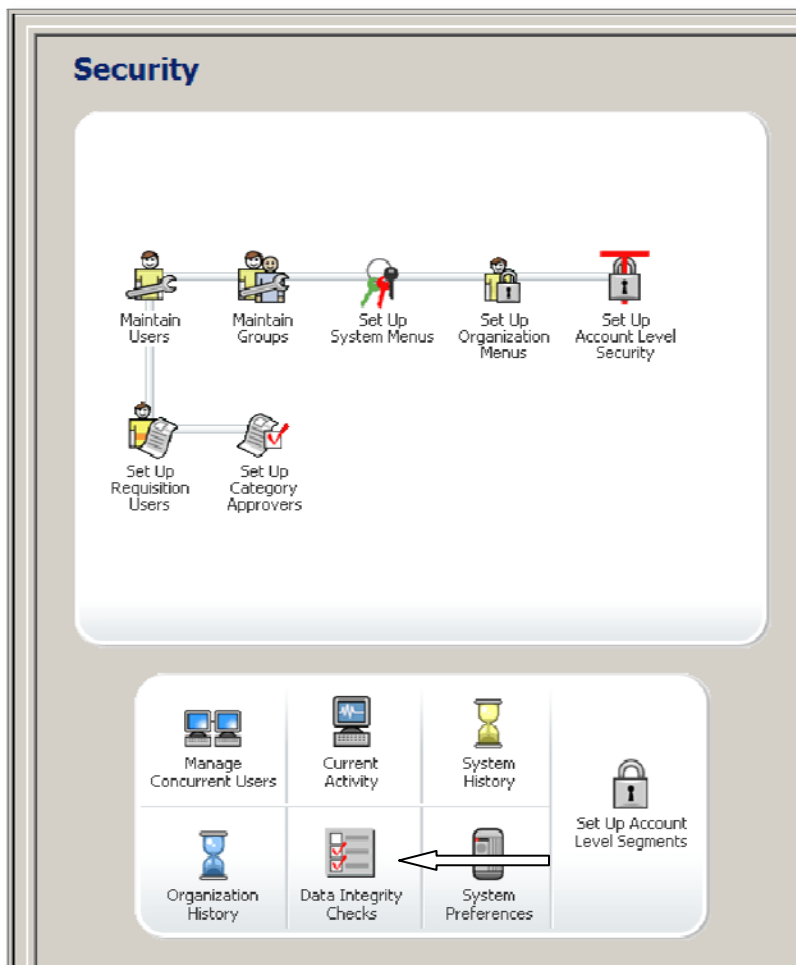 Security
Maintain
Users
Maintain
Groups
Set Up
System Menus
Set Up
Organization
Menus
Set Up
Account Level
Security
Set Up
Requisition
Users
Set Up
Category
Approvers
Manage
Concurrent Users
Current
Activity
System
History
Set Up Account
Level Segments
Organization
History
Data Integrity
Checks
System
Preferences